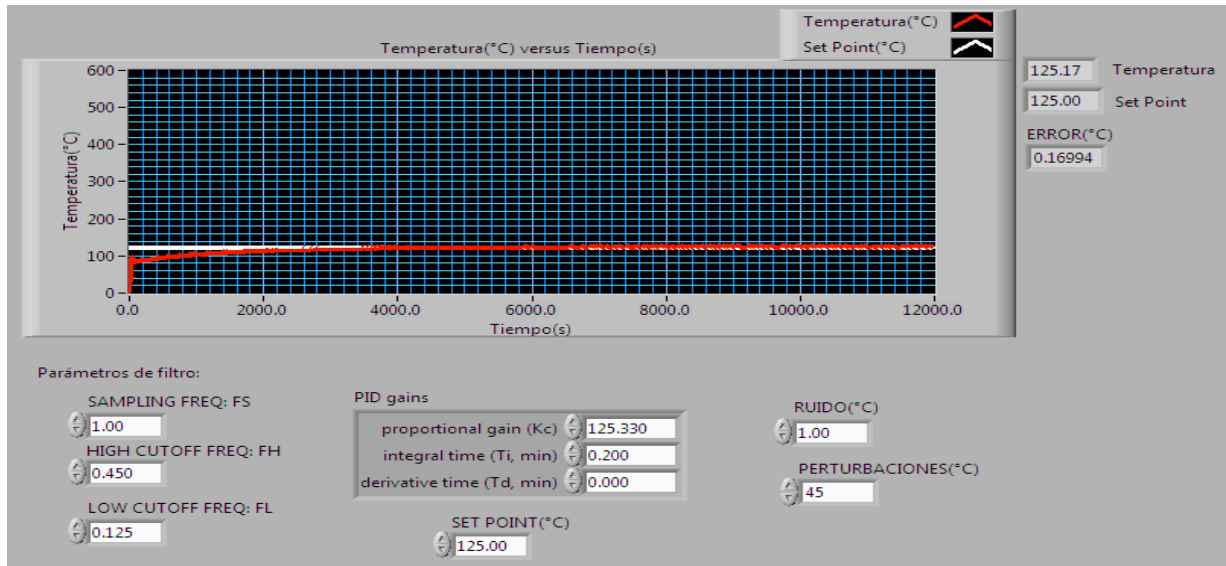 Temperatura(°C)
Temperatura(°C) versus Tiempo(s)
Set Point(°C)
600
500
400
300
200
100
0
Temperatura(°C)
0.0 2000.0 4000.0 6000.0 8000.0 10000.0 12000.0
Tiempo(s)
125.17 Temperatura
125.00 Set Point
ERROR(°C)
0.16994
Parámetros de filtro:
SAMPLING FREQ: FS
1.00
HIGH CUTOFF FREQ: FH
0.450
LOW CUTOFF FREQ: FL
0.125
PID gains
proportional gain (Kc) 125.330
integral time (Ti, min) 0.200
derivative time (Td, min) 0.000
SET POINT(°C)
125.00
RUIDO(°C)
1.00
PERTURBACIONES(°C)
45